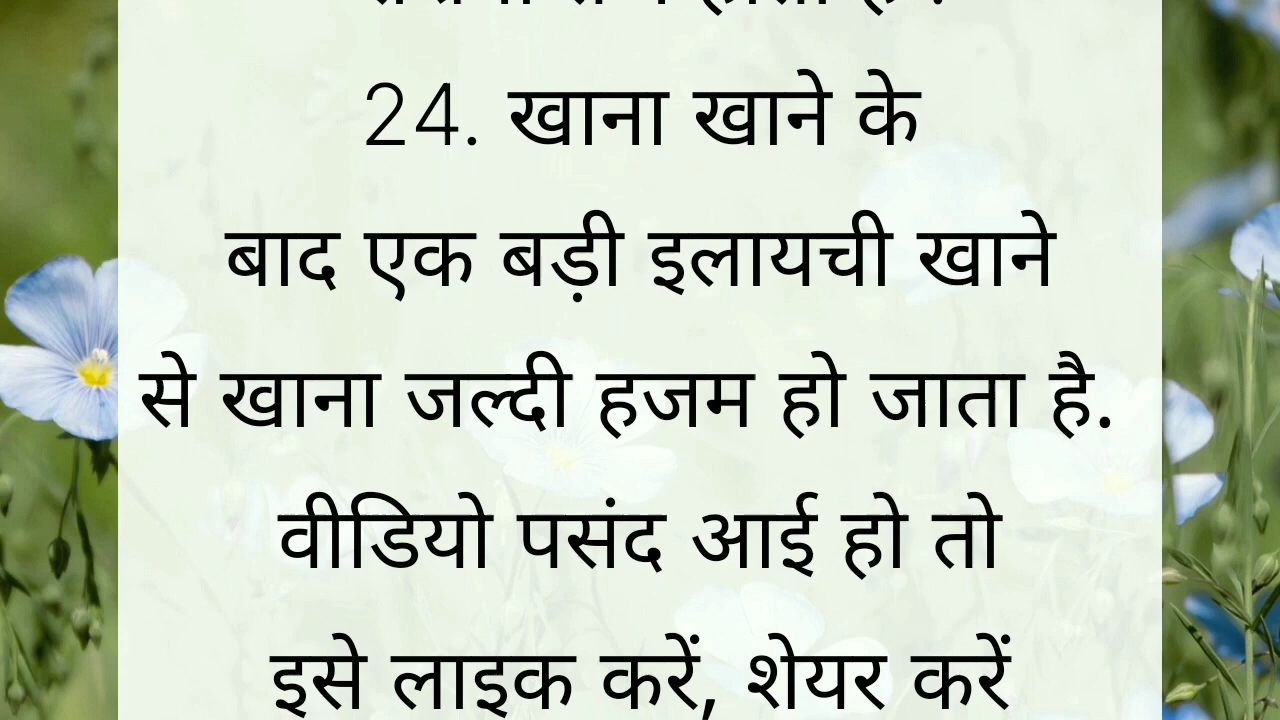 24. खाना खाने के
बाद एक बड़ी इलायची खाने
से खाना जल्दी हजम हो जाता है.
वीडियो पसंद आई हो तो
इसे लाइक करें, शेयर करें